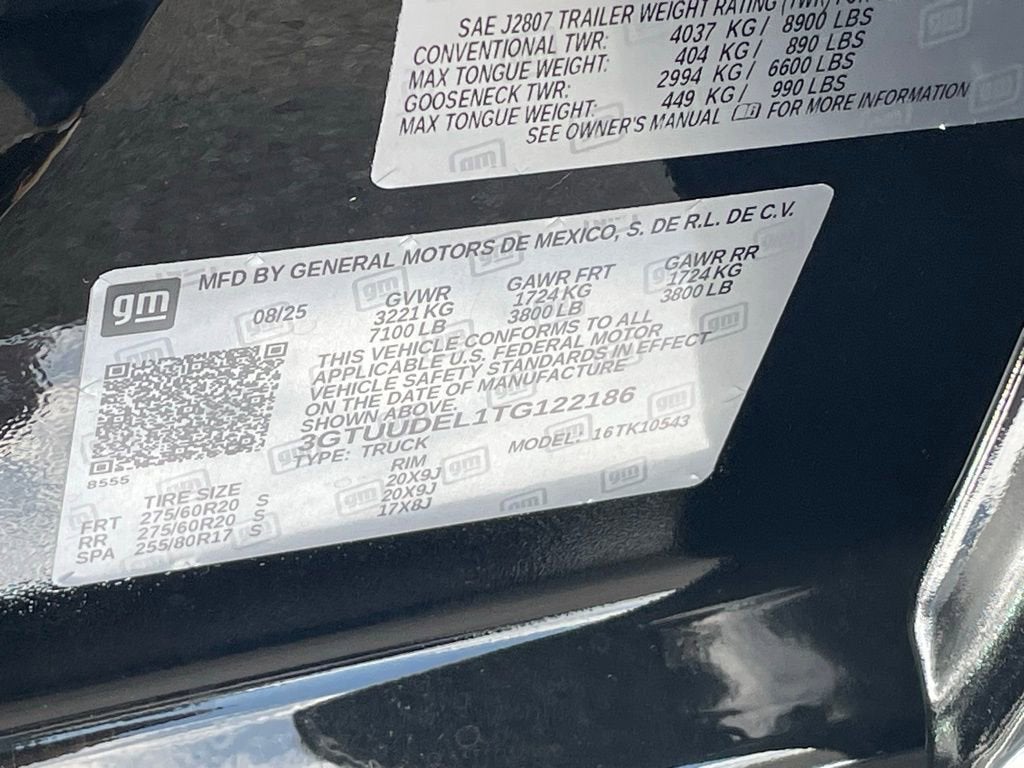 SAE J2807 TRAILER WEIGHT RATING (TWR) FOR
CONVENTIONAL TWR: 4037 KG/ 8900 LBS
MAX TONGUE WEIGHT: 404 KG/ 890 LBS
GOOSENECK TWR: 2994 KG/ 6600 LBS
MAX TONGUE WEIGHT: 449 KG/ 990 LBS
SEE OWNER'S MANUAL FOR MORE INFORMATION
gm
MFD BY GENERAL MOTORS DE MEXICO, S. DE R.L. DE C.V.
08/25 GVWR GAWR FRT GAWR RR
3221 KG 1724 KG 1724 KG
7100 LB 3800 LB 3800 LB
THIS VEHICLE CONFORMS TO ALL
APPLICABLE U.S. FEDERAL MOTOR
VEHICLE SAFETY STANDARDS IN EFFECT
ON THE DATE OF MANUFACTURE
SHOWN ABOVE.
3GTUUDEL1TG122186
TYPE: TRUCK MODEL: 16TK10543
8555
TIRE SIZE RIM
FRT 275/60R20 S 20X9J
RR 275/60R20 S 20X9J
SPA 255/80R17 S 17X8J